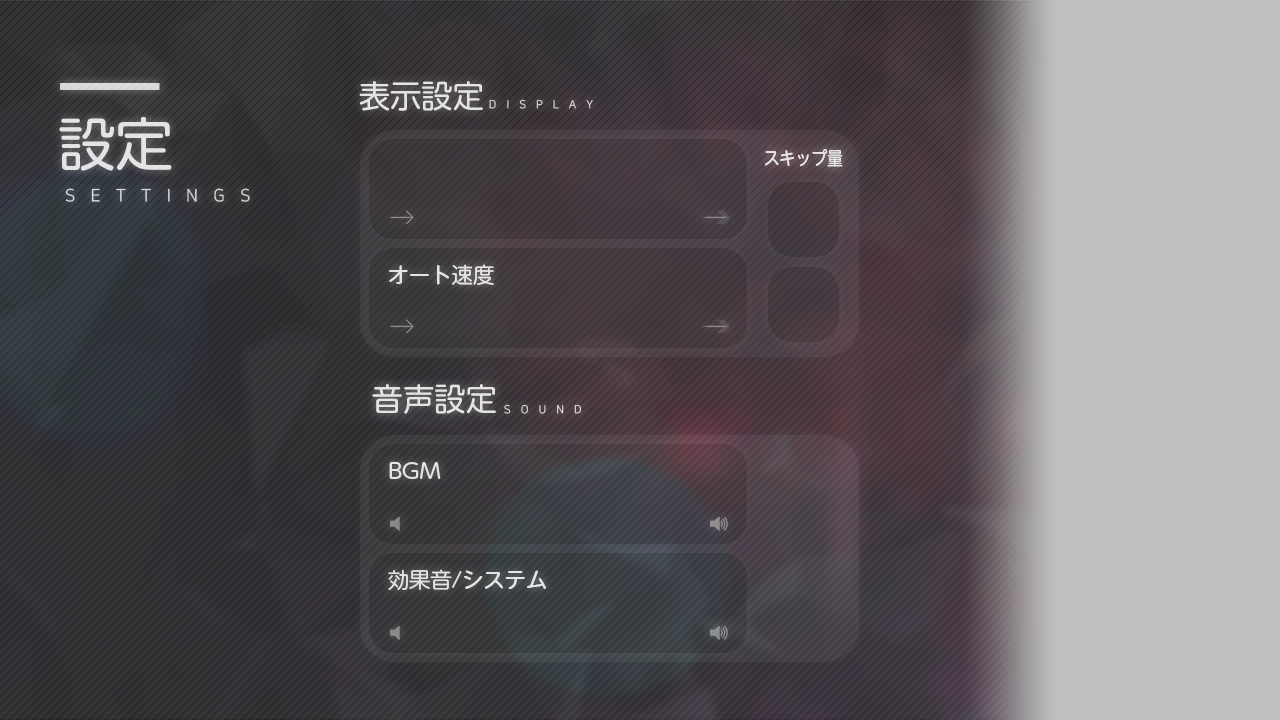 設定
SETTINGS
表示設定 DISPLAY
スキップ量
オート速度
音声設定 SOUND
BGM
効果音/システム